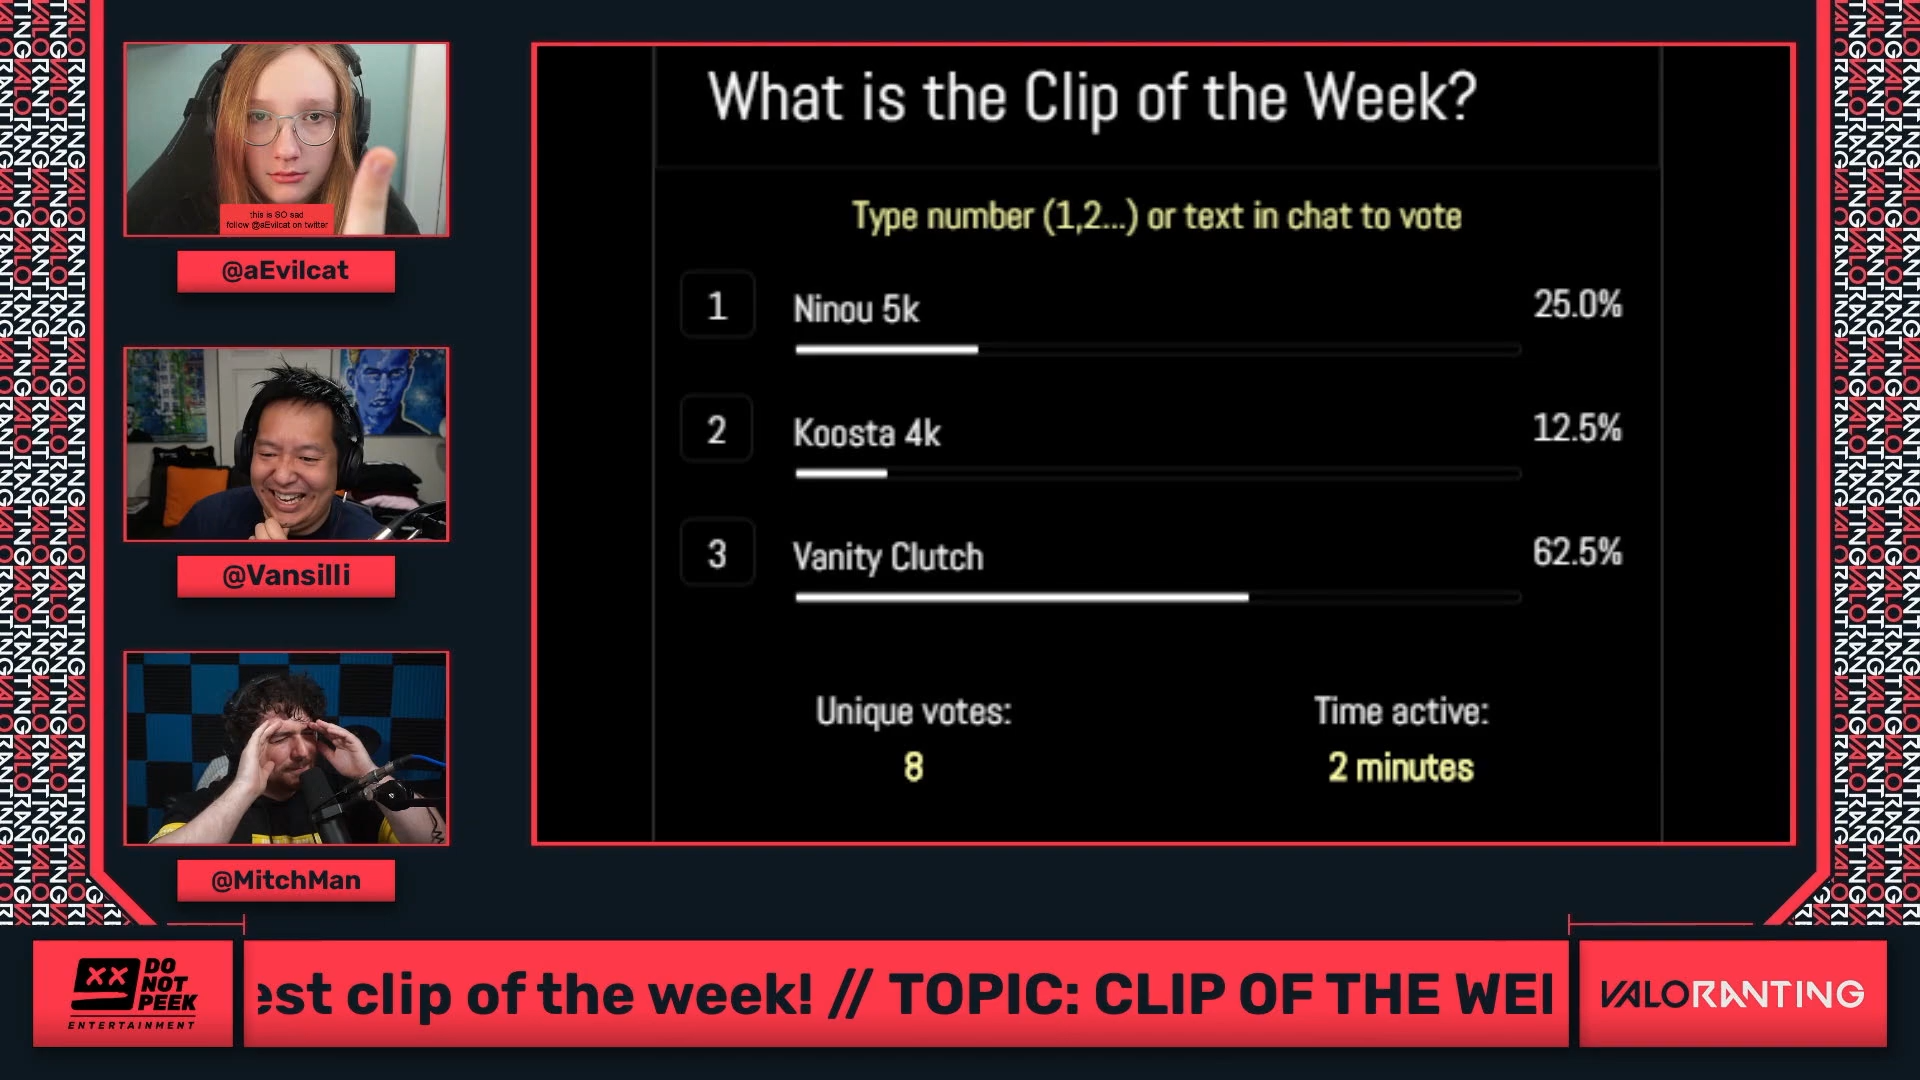 this is SO sad
follow @aEvilcat on twitter
@aEvilcat
@Vansilli
@MitchMan
What is the Clip of the Week?
Type number (1,2...) or text in chat to vote
1 Ninou 5k 25.0%
2 Koosta 4k 12.5%
3 Vanity Clutch 62.5%
Unique votes: Time active:
8 2 minutes
DO
NOT
PEEK
ENTERTAINMENT
est clip of the week! // TOPIC: CLIP OF THE WE
VALORANTING